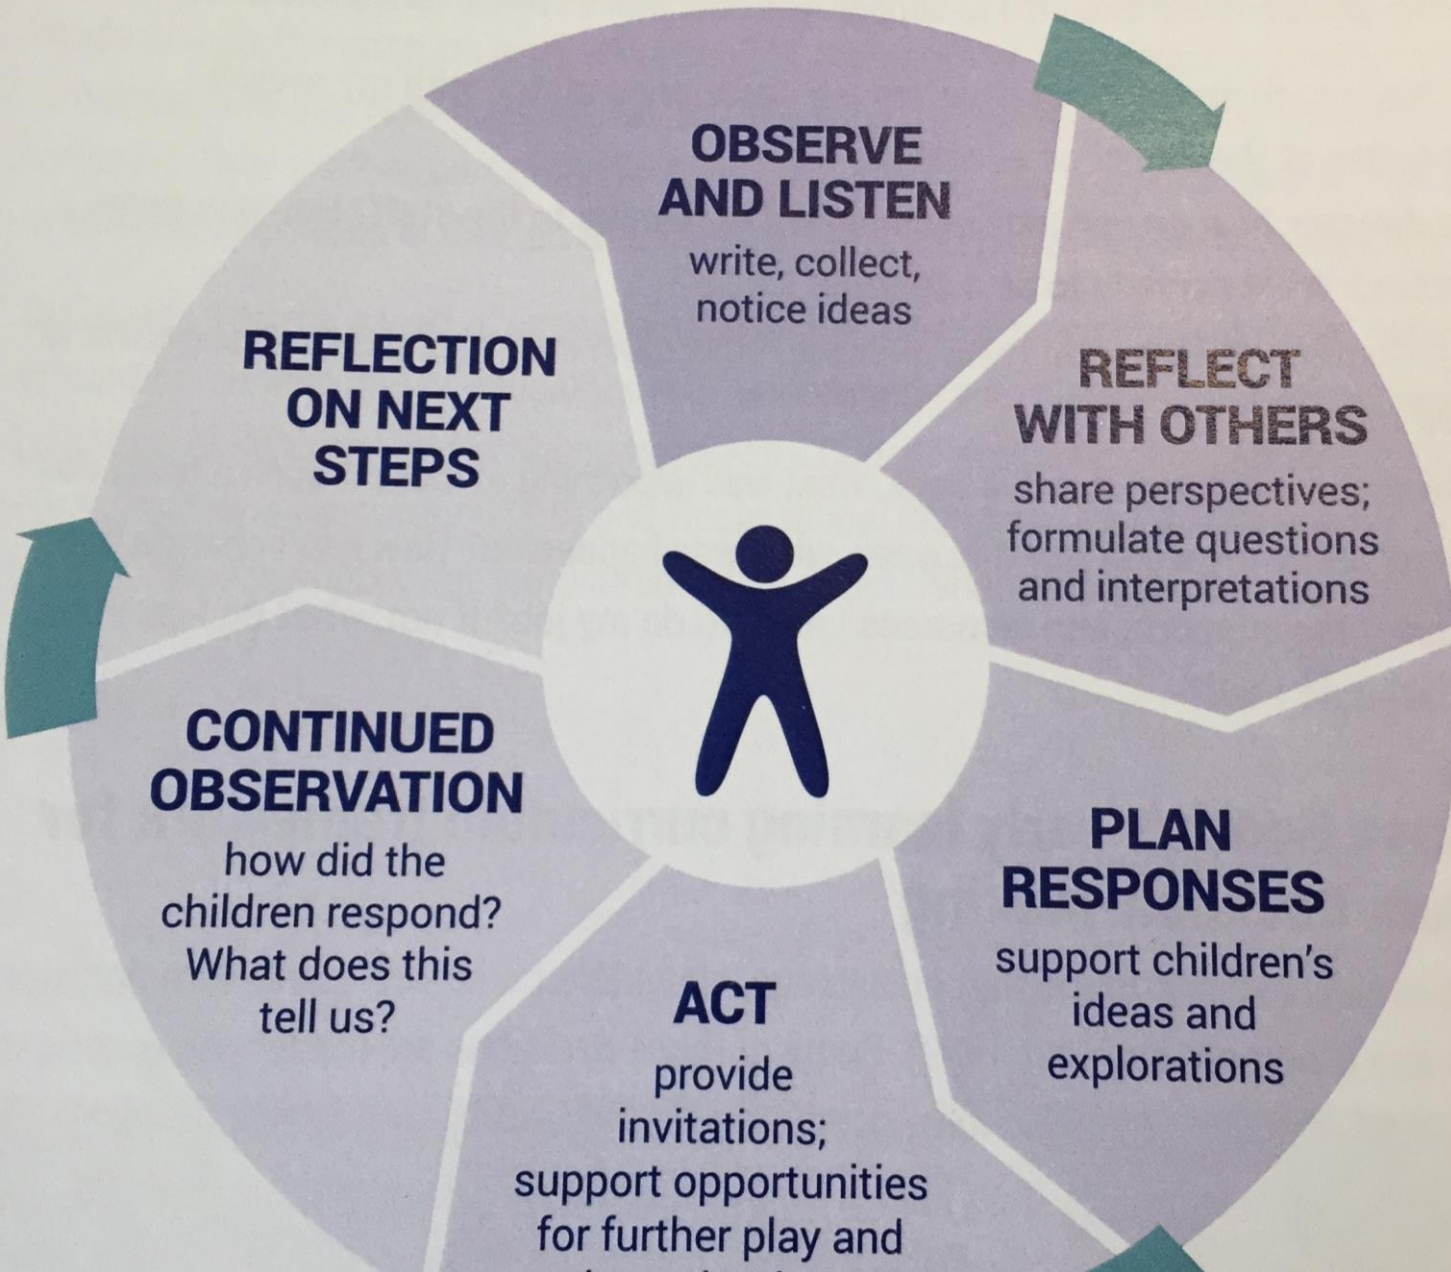 OBSERVE
AND LISTEN
write, collect,
notice ideas
REFLECT
WITH OTHERS
share perspectives;
formulate questions
and interpretations
PLAN
RESPONSES
support children's
ideas and
explorations
ACT
provide
invitations;
support opportunities
for further play and
CONTINUED
OBSERVATION
how did the
children respond?
What does this
tell us?
REFLECTION
ON NEXT
STEPS